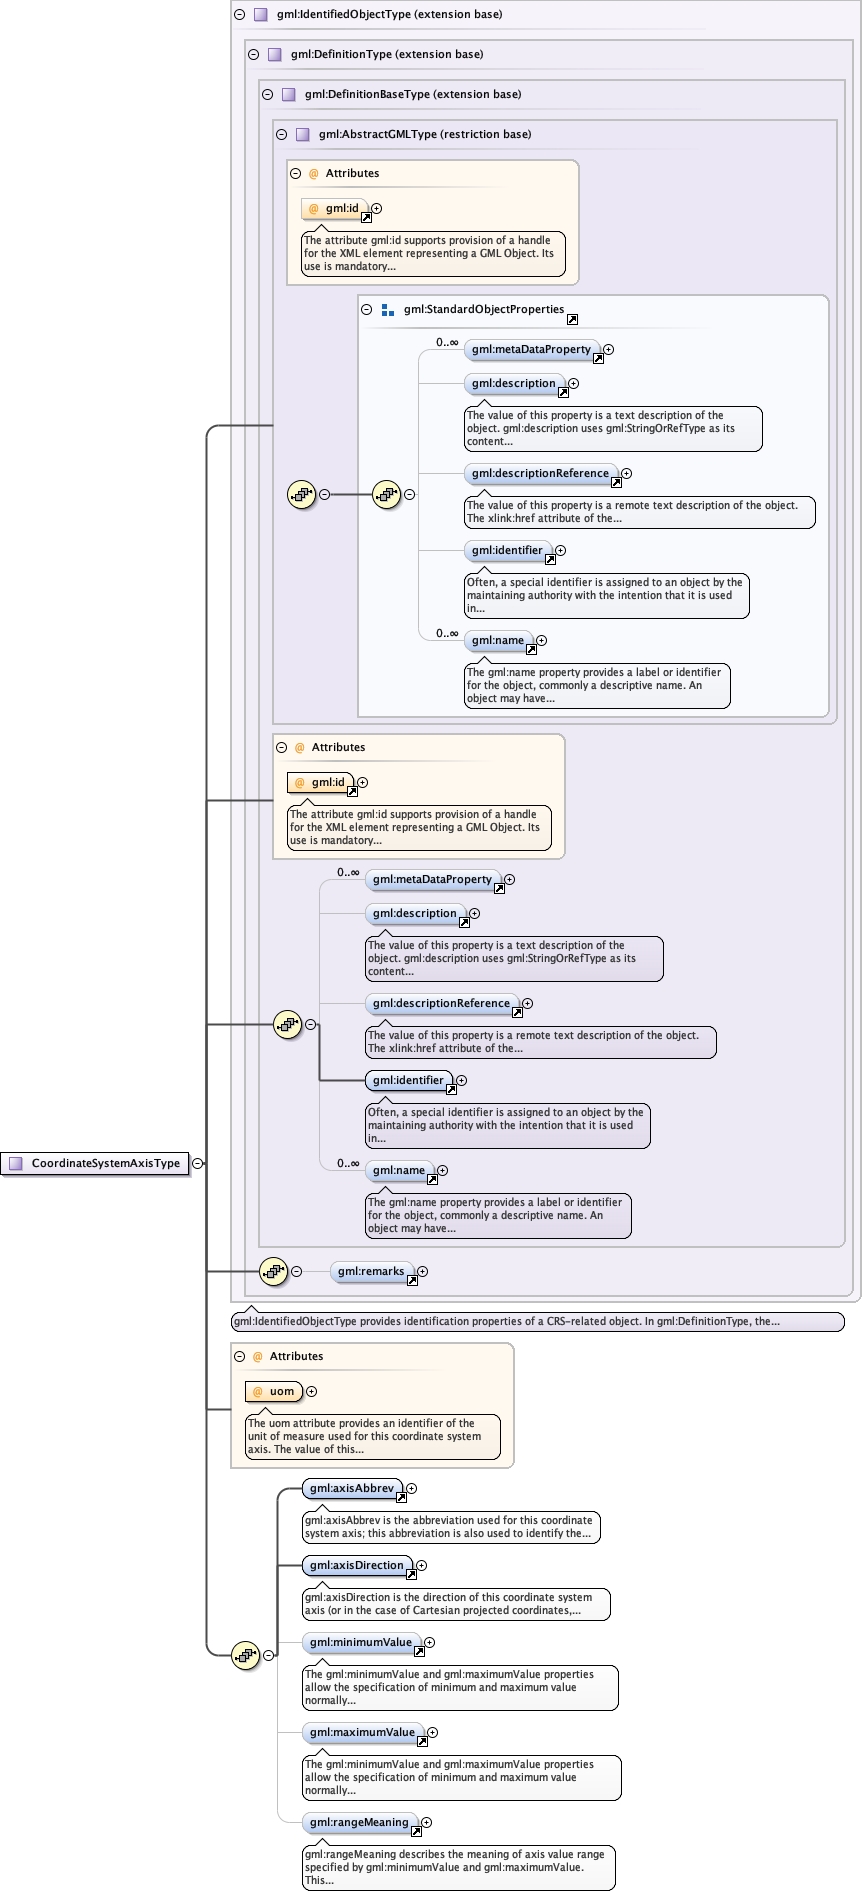 gml:IdentifiedObjectType (extension base)
gml:DefinitionType (extension base)
gml:DefinitionBaseType (extension base)
gml:AbstractGMLType (restriction base)
@ Attributes
@ gml:id
The attribute gml:id supports provision of a handle
for the XML element representing a GML Object. Its
use is mandatory...
gml:StandardObjectProperties
0..∞
gml:metaDataProperty
gml:description
The value of this property is a text description of the
object. gml:description uses gml:StringOrRefType as its
content...
gml:descriptionReference
The value of this property is a remote text description of the object.
The xlink:href attribute of the...
gml:identifier
Often, a special identifier is assigned to an object by the
maintaining authority with the intention that it is used
in...
0..∞
gml:name
The gml:name property provides a label or identifier
for the object, commonly a descriptive name. An
object may have...
@ Attributes
@ gml:id
The attribute gml:id supports provision of a handle
for the XML element representing a GML Object. Its
use is mandatory...
0..∞
gml:metaDataProperty
gml:description
The value of this property is a text description of the
object. gml:description uses gml:StringOrRefType as its
content...
gml:descriptionReference
The value of this property is a remote text description of the object.
The xlink:href attribute of the...
gml:identifier
Often, a special identifier is assigned to an object by the
maintaining authority with the intention that it is used
in...
CoordinateSystemAxisType
0..∞
gml:name
The gml:name property provides a label or identifier
for the object, commonly a descriptive name. An
object may have...
gml:remarks
gml:IdentifiedObjectType provides identification properties of a CRS-related object. In gml:DefinitionType, the...
@ Attributes
@ uom
The uom attribute provides an identifier of the
unit of measure used for this coordinate system
axis. The value of this...
gml:axisAbbrev
gml:axisAbbrev is the abbreviation used for this coordinate
system axis; this abbreviation is also used to identify the...
gml:axisDirection
gml:axisDirection is the direction of this coordinate system
axis (or in the case of Cartesian projected coordinates,...
gml:minimumValue
The gml:minimumValue and gml:maximumValue properties
allow the specification of minimum and maximum value
normally...
gml:maximumValue
The gml:minimumValue and gml:maximumValue properties
allow the specification of minimum and maximum value
normally...
gml:rangeMeaning
gml:rangeMeaning describes the meaning of axis value range
specified by gml:minimumValue and gml:maximumValue.
This...